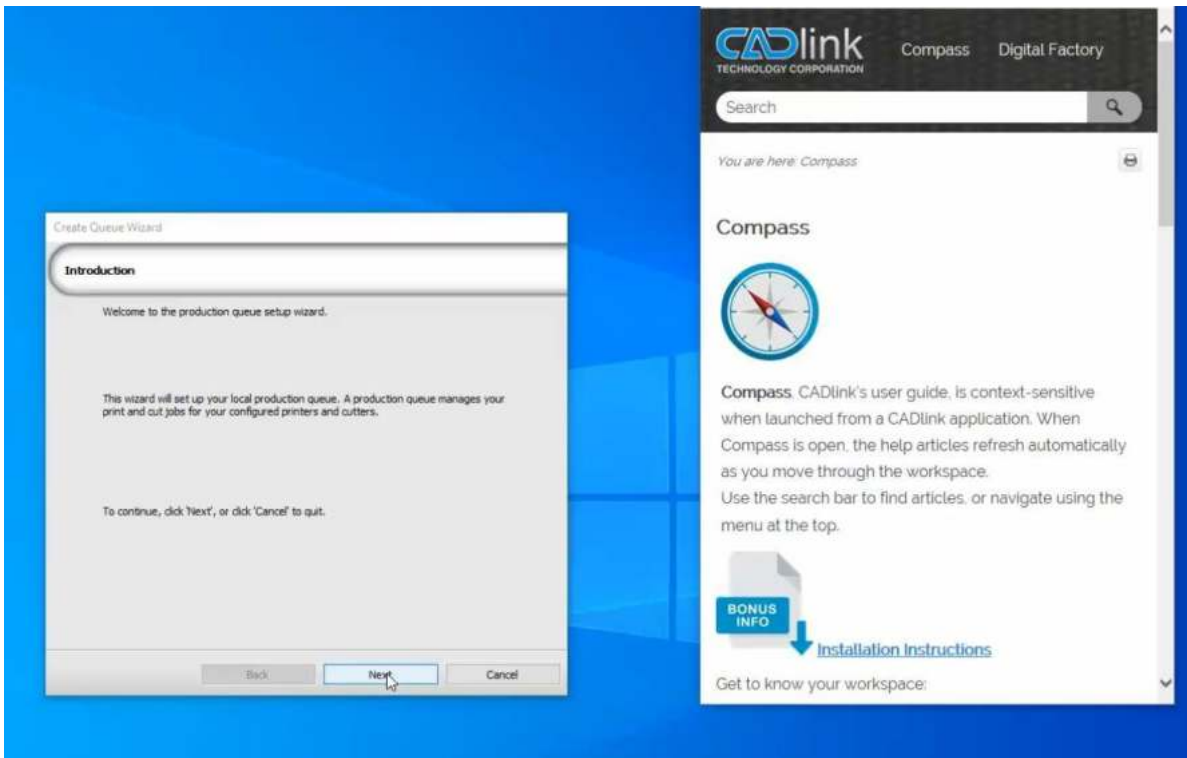 Create Queue Wizard
Introduction
Welcome to the production queue setup wizard.
This wizard will set up your local production queue. A production queue manages your
print and cut jobs for your configured printers and cutters.
To continue, click 'Next', or click 'Cancel' to quit.
Back
Next
Cancel
CADlink
TECHNOLOGY CORPORATION
Compass
Digital Factory
Search
You are here: Compass
Compass
Compass, CADlink's user guide, is context-sensitive
when launched from a CADlink application. When
Compass is open, the help articles refresh automatically
as you move through the workspace.
Use the search bar to find articles, or navigate using the
menu at the top.
BONUS
INFO
Installation Instructions
Get to know your workspace: